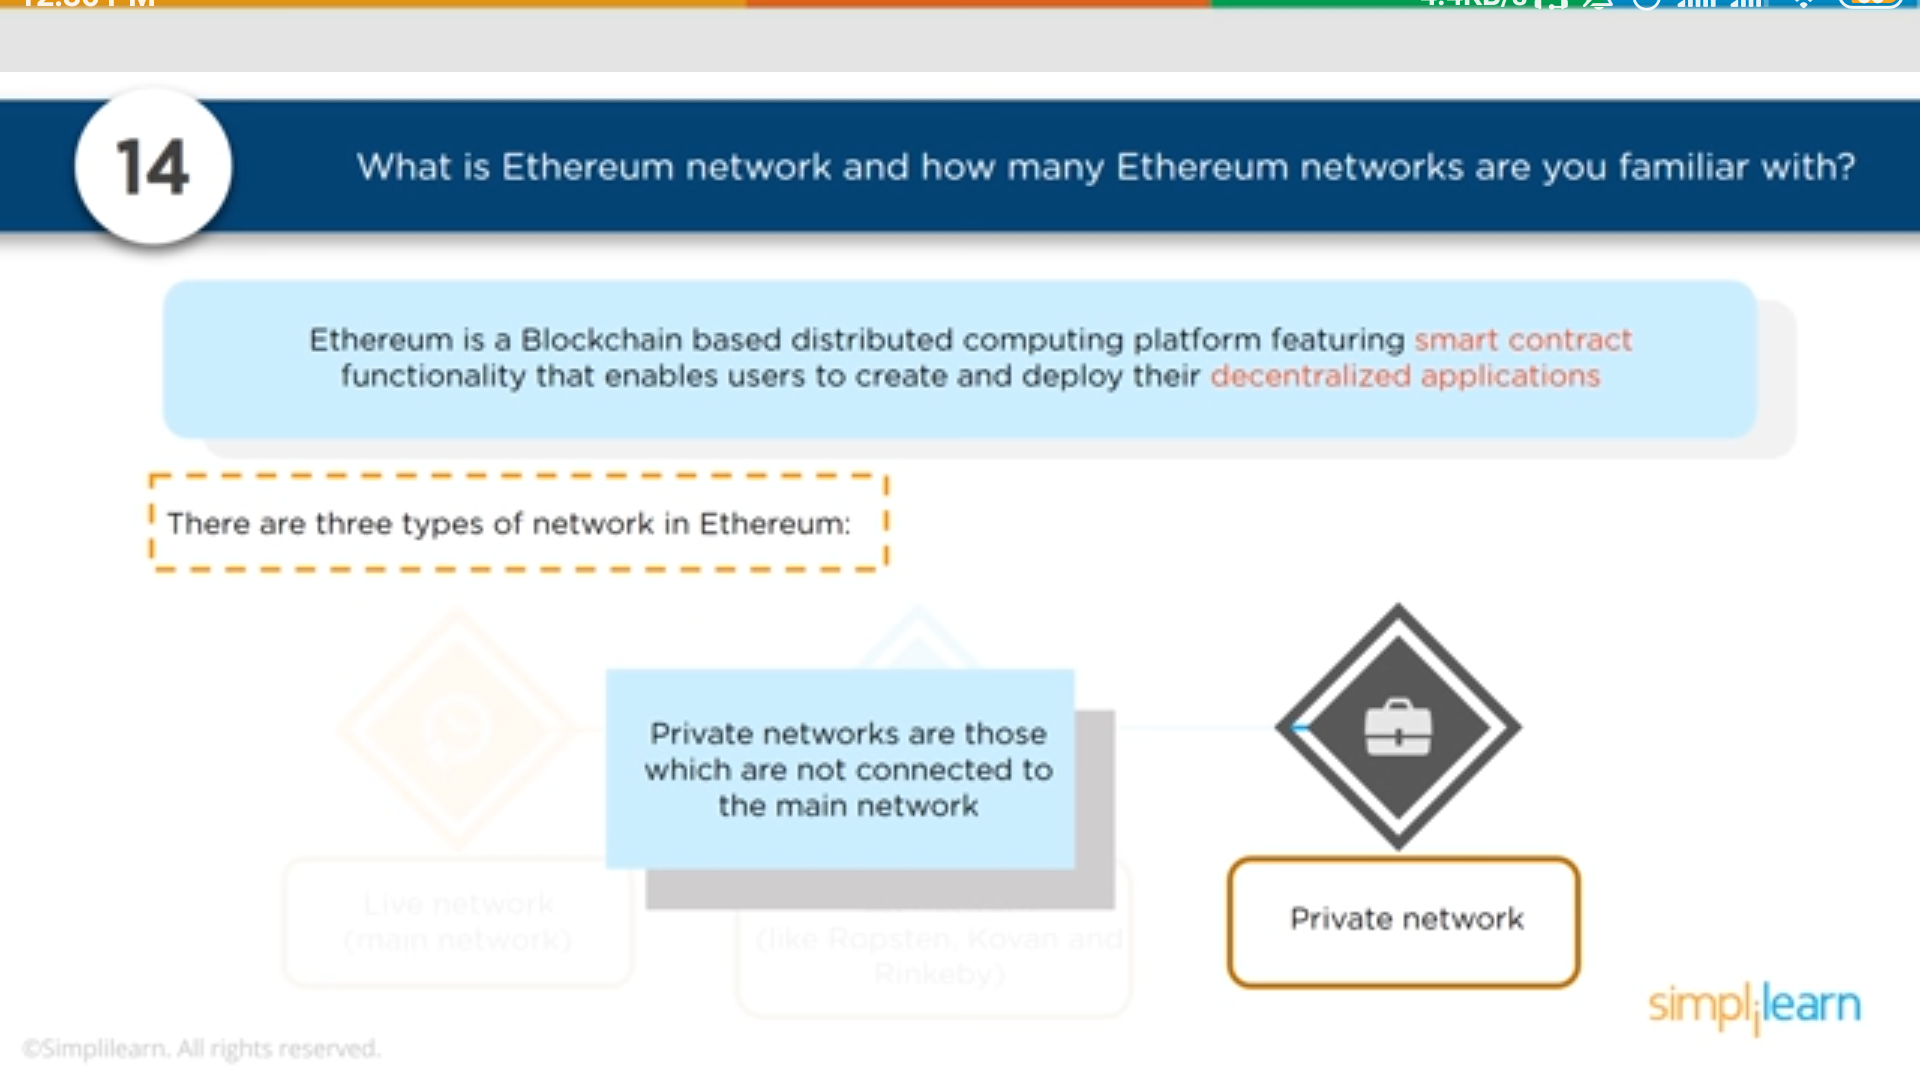 14
What is Ethereum network and how many Ethereum networks are you familiar with?
Ethereum is a Blockchain based distributed computing platform featuring smart contract
functionality that enables users to create and deploy their decentralized applications
There are three types of network in Ethereum:
Private networks are those
which are not connected to
the main network
Live network
(main network)
(like Ropsten, Kovan and
Rinkeby)
Private network
simplilearn
©Simplilearn. All rights reserved.